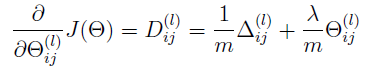 ∂/∂Θ_{ij}^{(l)} J(Θ) = D_{ij}^{(l)} = 1/m Δ_{ij}^{(l)} + λ/m Θ_{ij}^{(l)}